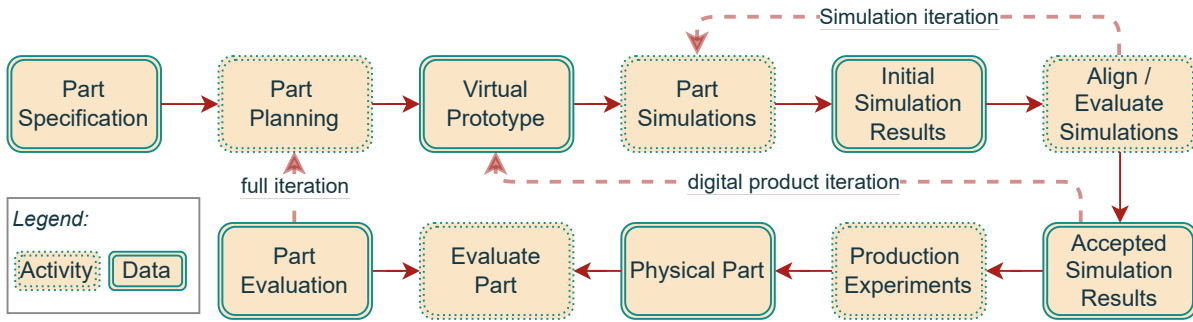 Simulation iteration
Part
Specification
Part
Planning
Virtual
Prototype
Part
Simulations
Initial
Simulation
Results
Align /
Evaluate
Simulations
full iteration
digital product iteration
Legend:
Activity
Data
Part
Evaluation
Evaluate
Part
Physical Part
Production
Experiments
Accepted
Simulation
Results